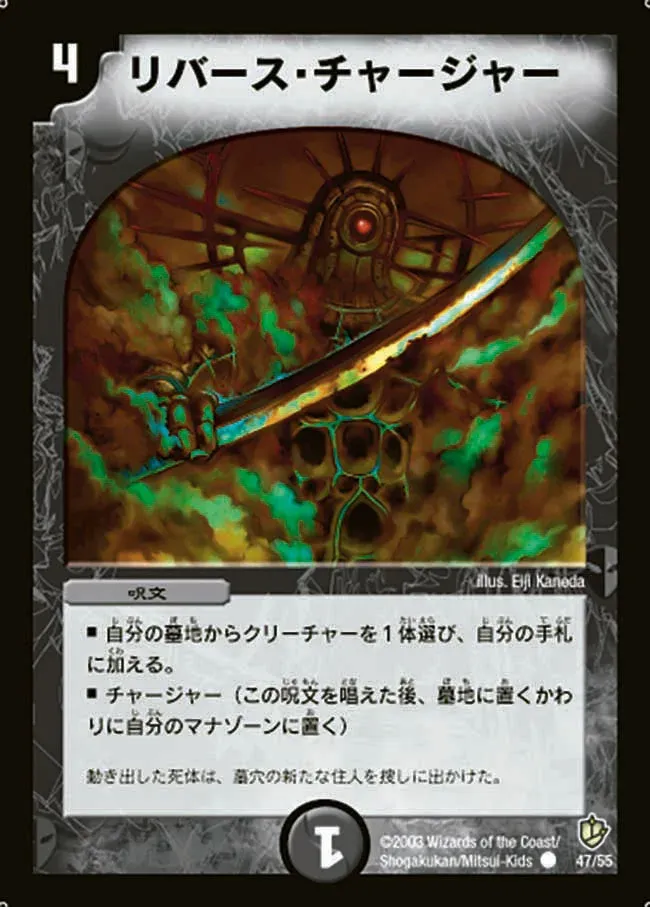 4
リバース・チャージャー
illus. Eiji Kaneda
呪文
■ 自分の墓地からクリーチャーを1体選び、自分の手札
に加える。
■ チャージャー（この呪文を唱えた後、墓地に置くかわ
りに自分のマナゾーンに置く）
動き出した死体は、墓穴の新たな住人を捜しに出かけた。
1
©2003 Wizards of the Coast/
Shogakukan/Mitsui-Kids
47/55